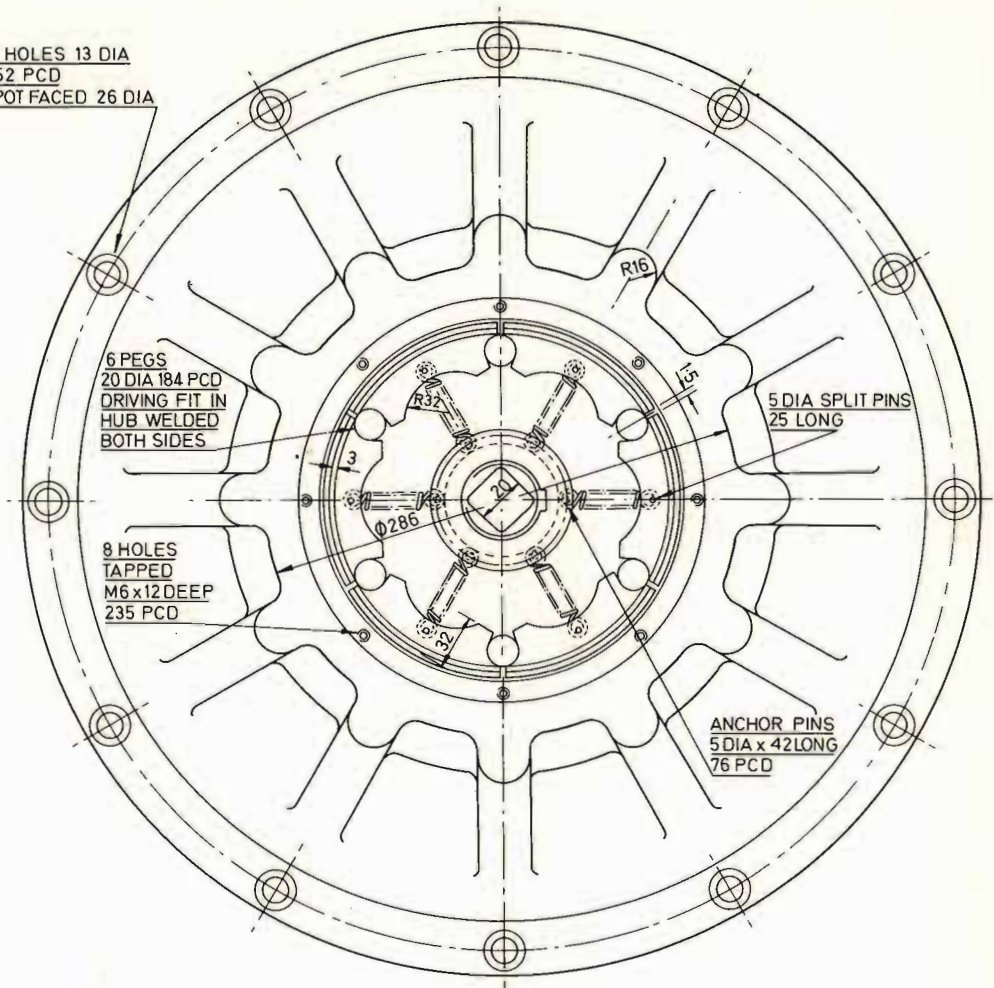 HOLES 13 DIA
52 PCD
POT FACED 26 DIA
R16
6 PEGS
20 DIA 184 PCD
DRIVING FIT IN
HUB WELDED
BOTH SIDES
R32
15
5 DIA SPLIT PINS
25 LONG
3
20
Φ286
8 HOLES
TAPPED
M6 x 12 DEEP
235 PCD
32
ANCHOR PINS
5 DIA x 42 LONG
76 PCD